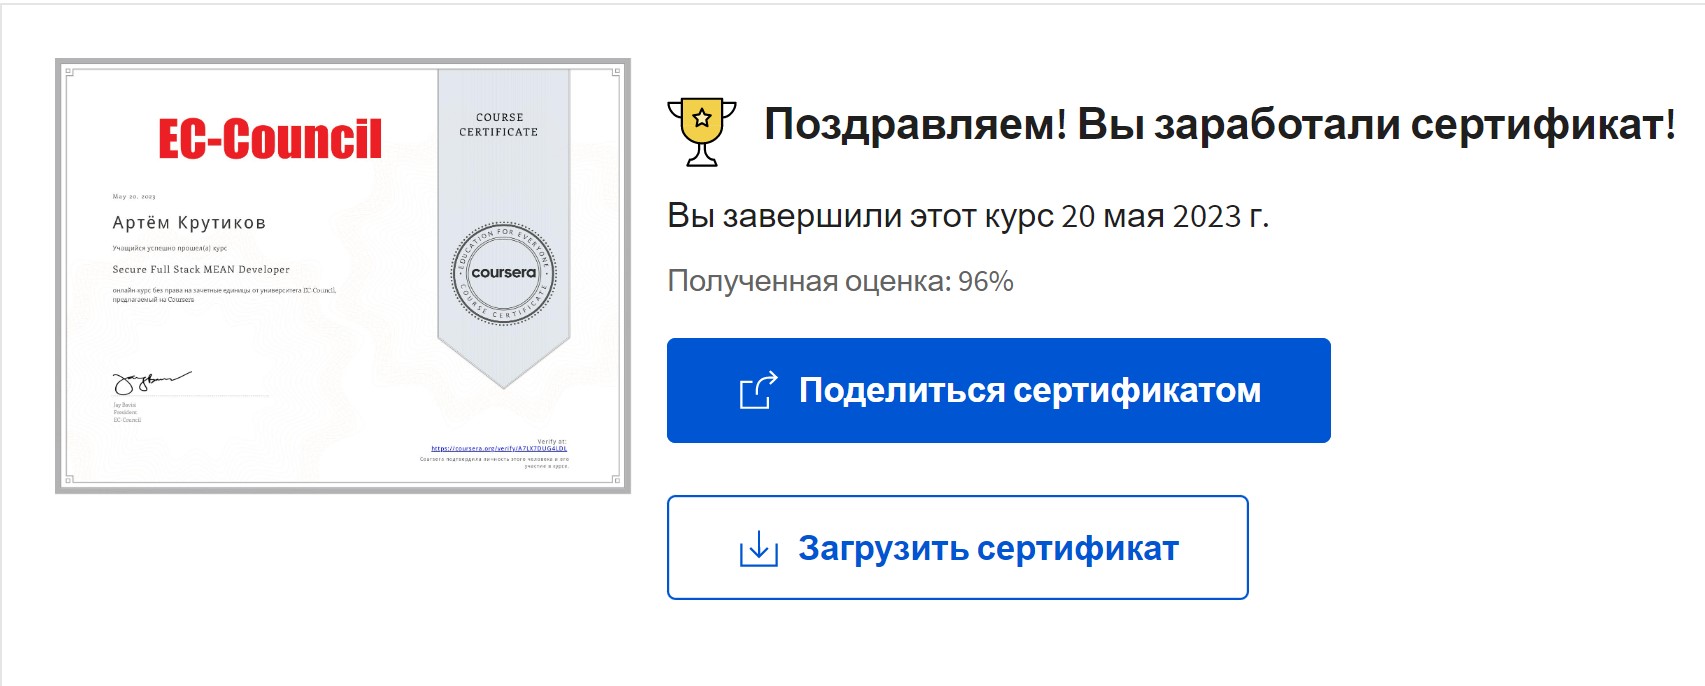 EC-Council
COURSE
CERTIFICATE
May 20, 2023
Артём Крутиков
Учащийся успешно прошел(а) курс
Secure Full Stack MEAN Developer
онлайн-курс без права на зачетные единицы от университета EC-Council,
предлагаемый на Coursera
EDUCATION FOR EVERYONE
coursera
COURSE CERTIFICATE
Jay Bavisi
President
EC-Council
Verify at:
https://coursera.org/verify/A7LX7DUG4LDL
Coursera подтвердила личность этого человека и его
участие в курсе.
Поздравляем! Вы заработали сертификат!
Вы завершили этот курс 20 мая 2023 г.
Полученная оценка: 96%
Поделиться сертификатом
Загрузить сертификат